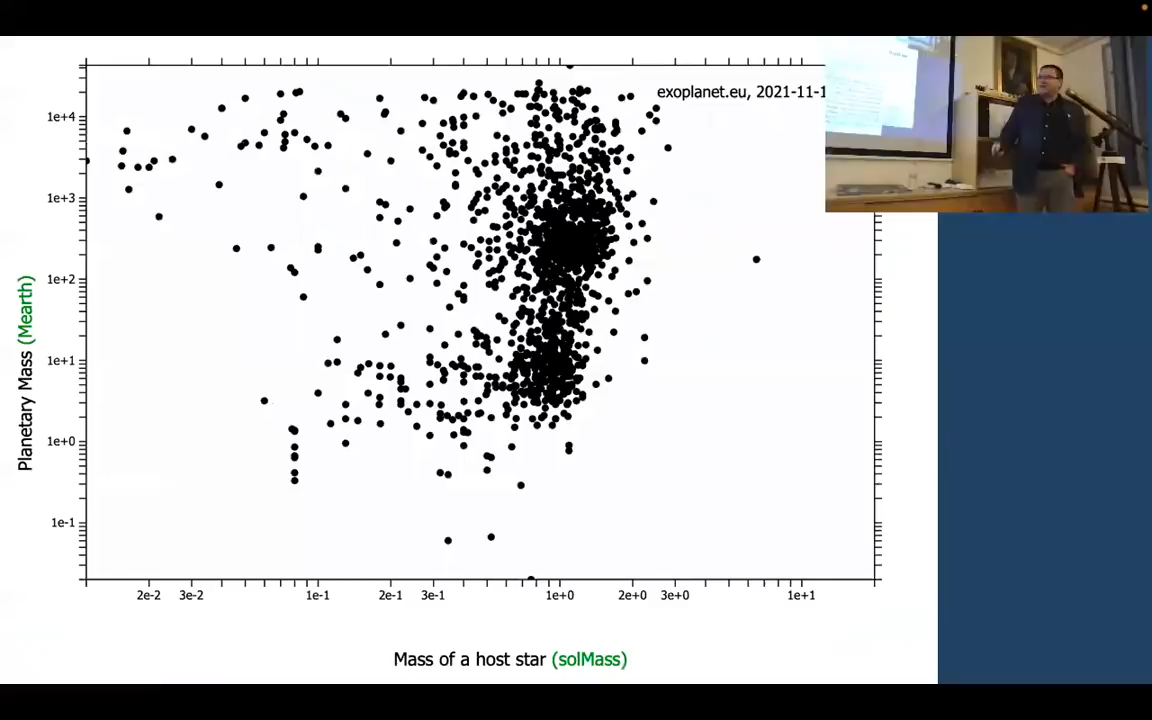 exoplanet.eu, 2021-11-1
1e+4
1e+3
1e+2
1e+1
1e+0
1e-1
Planetary Mass (Mearth)
2e-2 3e-2 1e-1 2e-1 3e-1 1e+0 2e+0 3e+0 1e+1
Mass of a host star (solMass)